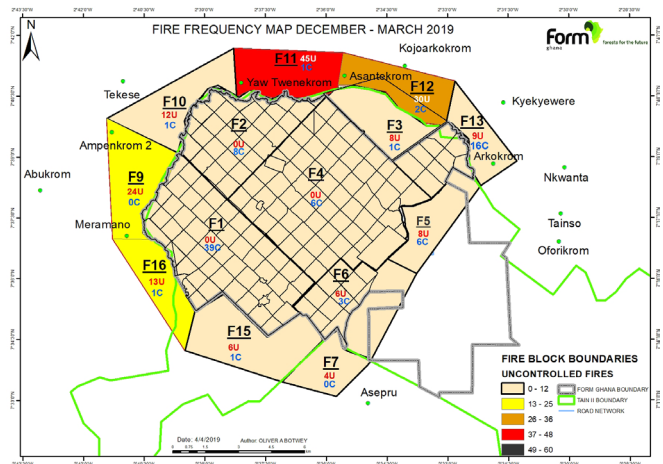 FIRE FREQUENCY MAP DECEMBER - MARCH 2019
Form
ghana
forests for the future
Kojoarkokrom
F11 45U
Yaw Twenekrom
Asantekrom
F12
30U
2C
Tekese
F10
12U
1C
Kyekyewere
F2
0U
8C
F3
8U
1C
F13
9U
16C
Ampenkrom 2
Arkokrom
Abukrom
F9
24U
0C
F4
0U
6C
Nkwanta
F1
0U
39C
F5
8U
6C
Tainso
Meramano
Oforikrom
F16
13U
1C
F6
6U
3C
F15
6U
1C
F7
4U
0C
Asepru
FIRE BLOCK BOUNDARIES
UNCONTROLLED FIRES
0 - 12
13 - 25
26 - 36
37 - 48
49 - 60
FORM GHANA BOUNDARY
TAIN II BOUNDARY
ROAD NETWORK
Date: 4/4/2019
Author: OLIVER A BOTWEY